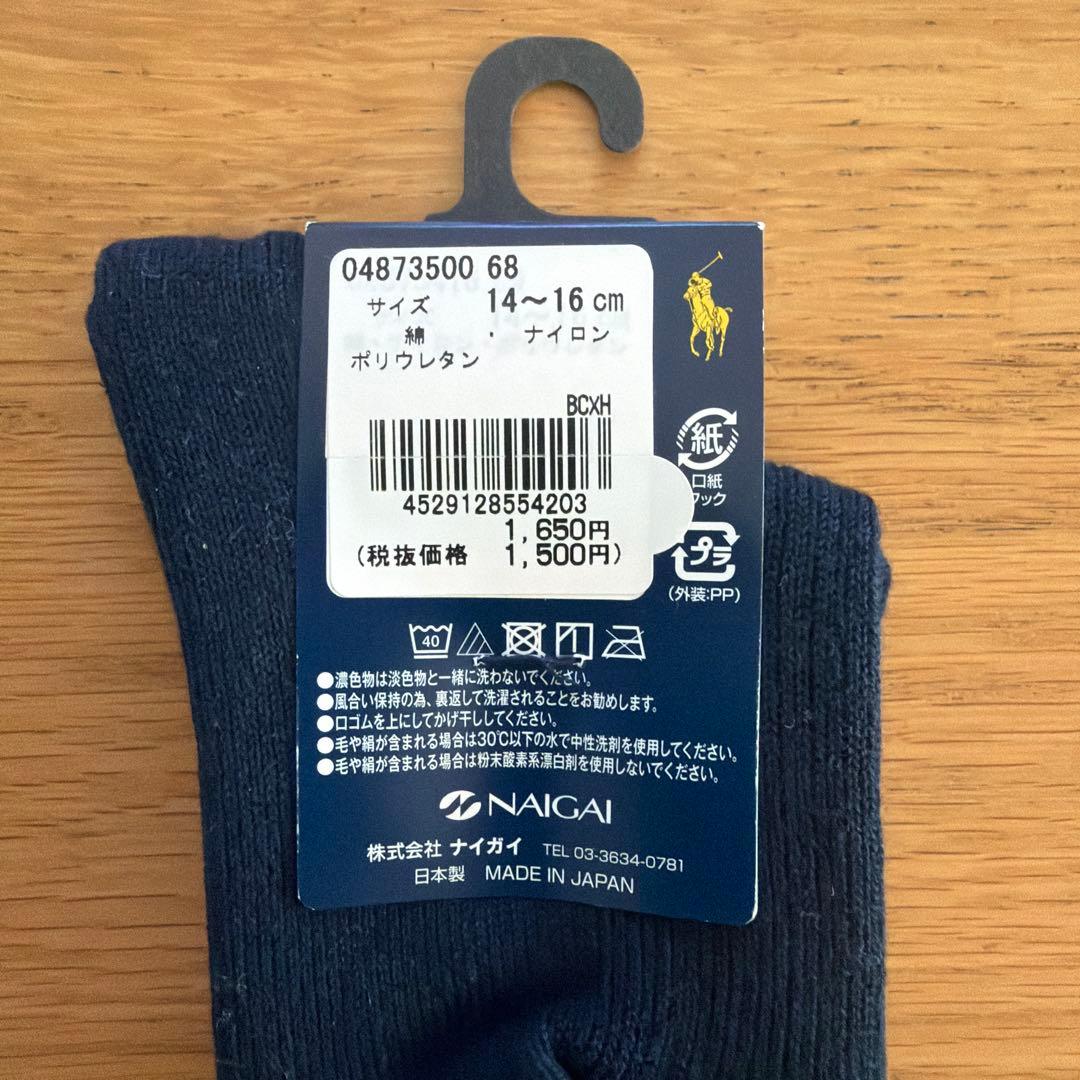 04873500 68
サイズ 14〜16 cm
綿 ・ ナイロン
ポリウレタン
BCXH
4529128554203
1,650円
(税抜価格 1,500円)
紙
口紙
フック
プラ
(外装:PP)
40
●濃色物は淡色物と一緒に洗わないでください。
●風合い保持の為、裏返して洗濯されることをお勧めします。
●口ゴムを上にしてかげ干ししてください。
●毛や絹が含まれる場合は30℃以下の水で中性洗剤を使用してください。
●毛や絹が含まれる場合は粉末酸素系漂白剤を使用しないでください。
NAIGAI
株式会社 ナイガイ TEL 03-3634-0781
日本製 MADE IN JAPAN